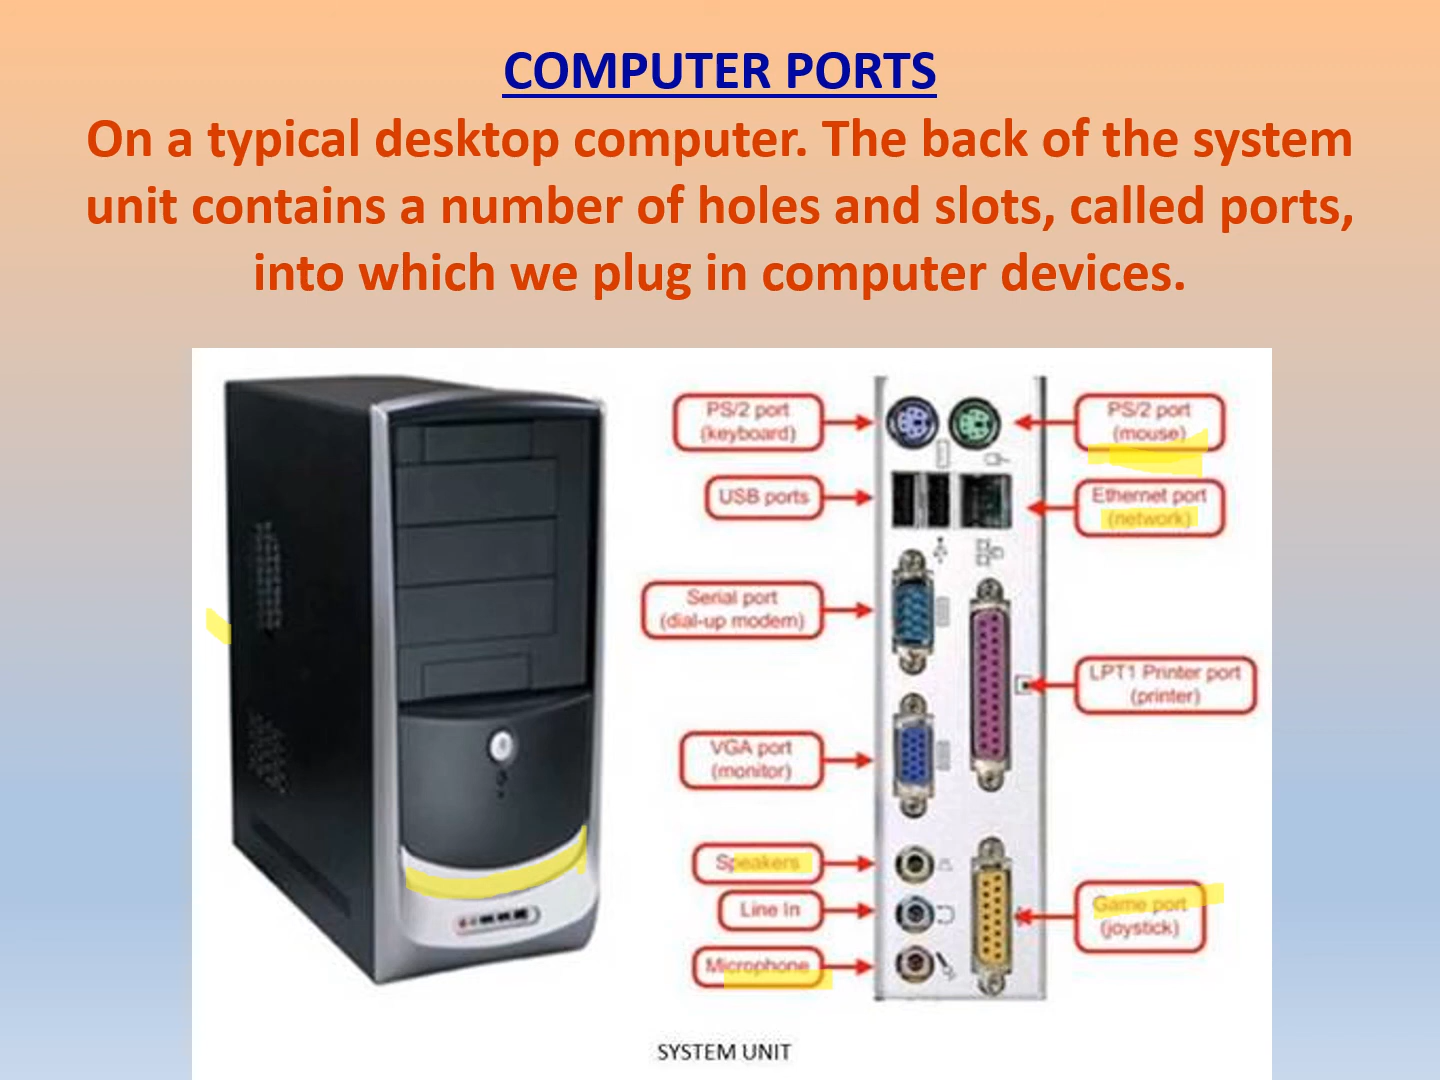 COMPUTER PORTS
On a typical desktop computer. The back of the system
unit contains a number of holes and slots, called ports,
into which we plug in computer devices.
PS/2 port
(keyboard)
PS/2 port
(mouse)
USB ports
Ethernet port
(network)
Serial port
(dial-up modem)
LPT1 Printer port
(printer)
VGA port
(monitor)
Speakers
Line In
Game port
(joystick)
Microphone
SYSTEM UNIT